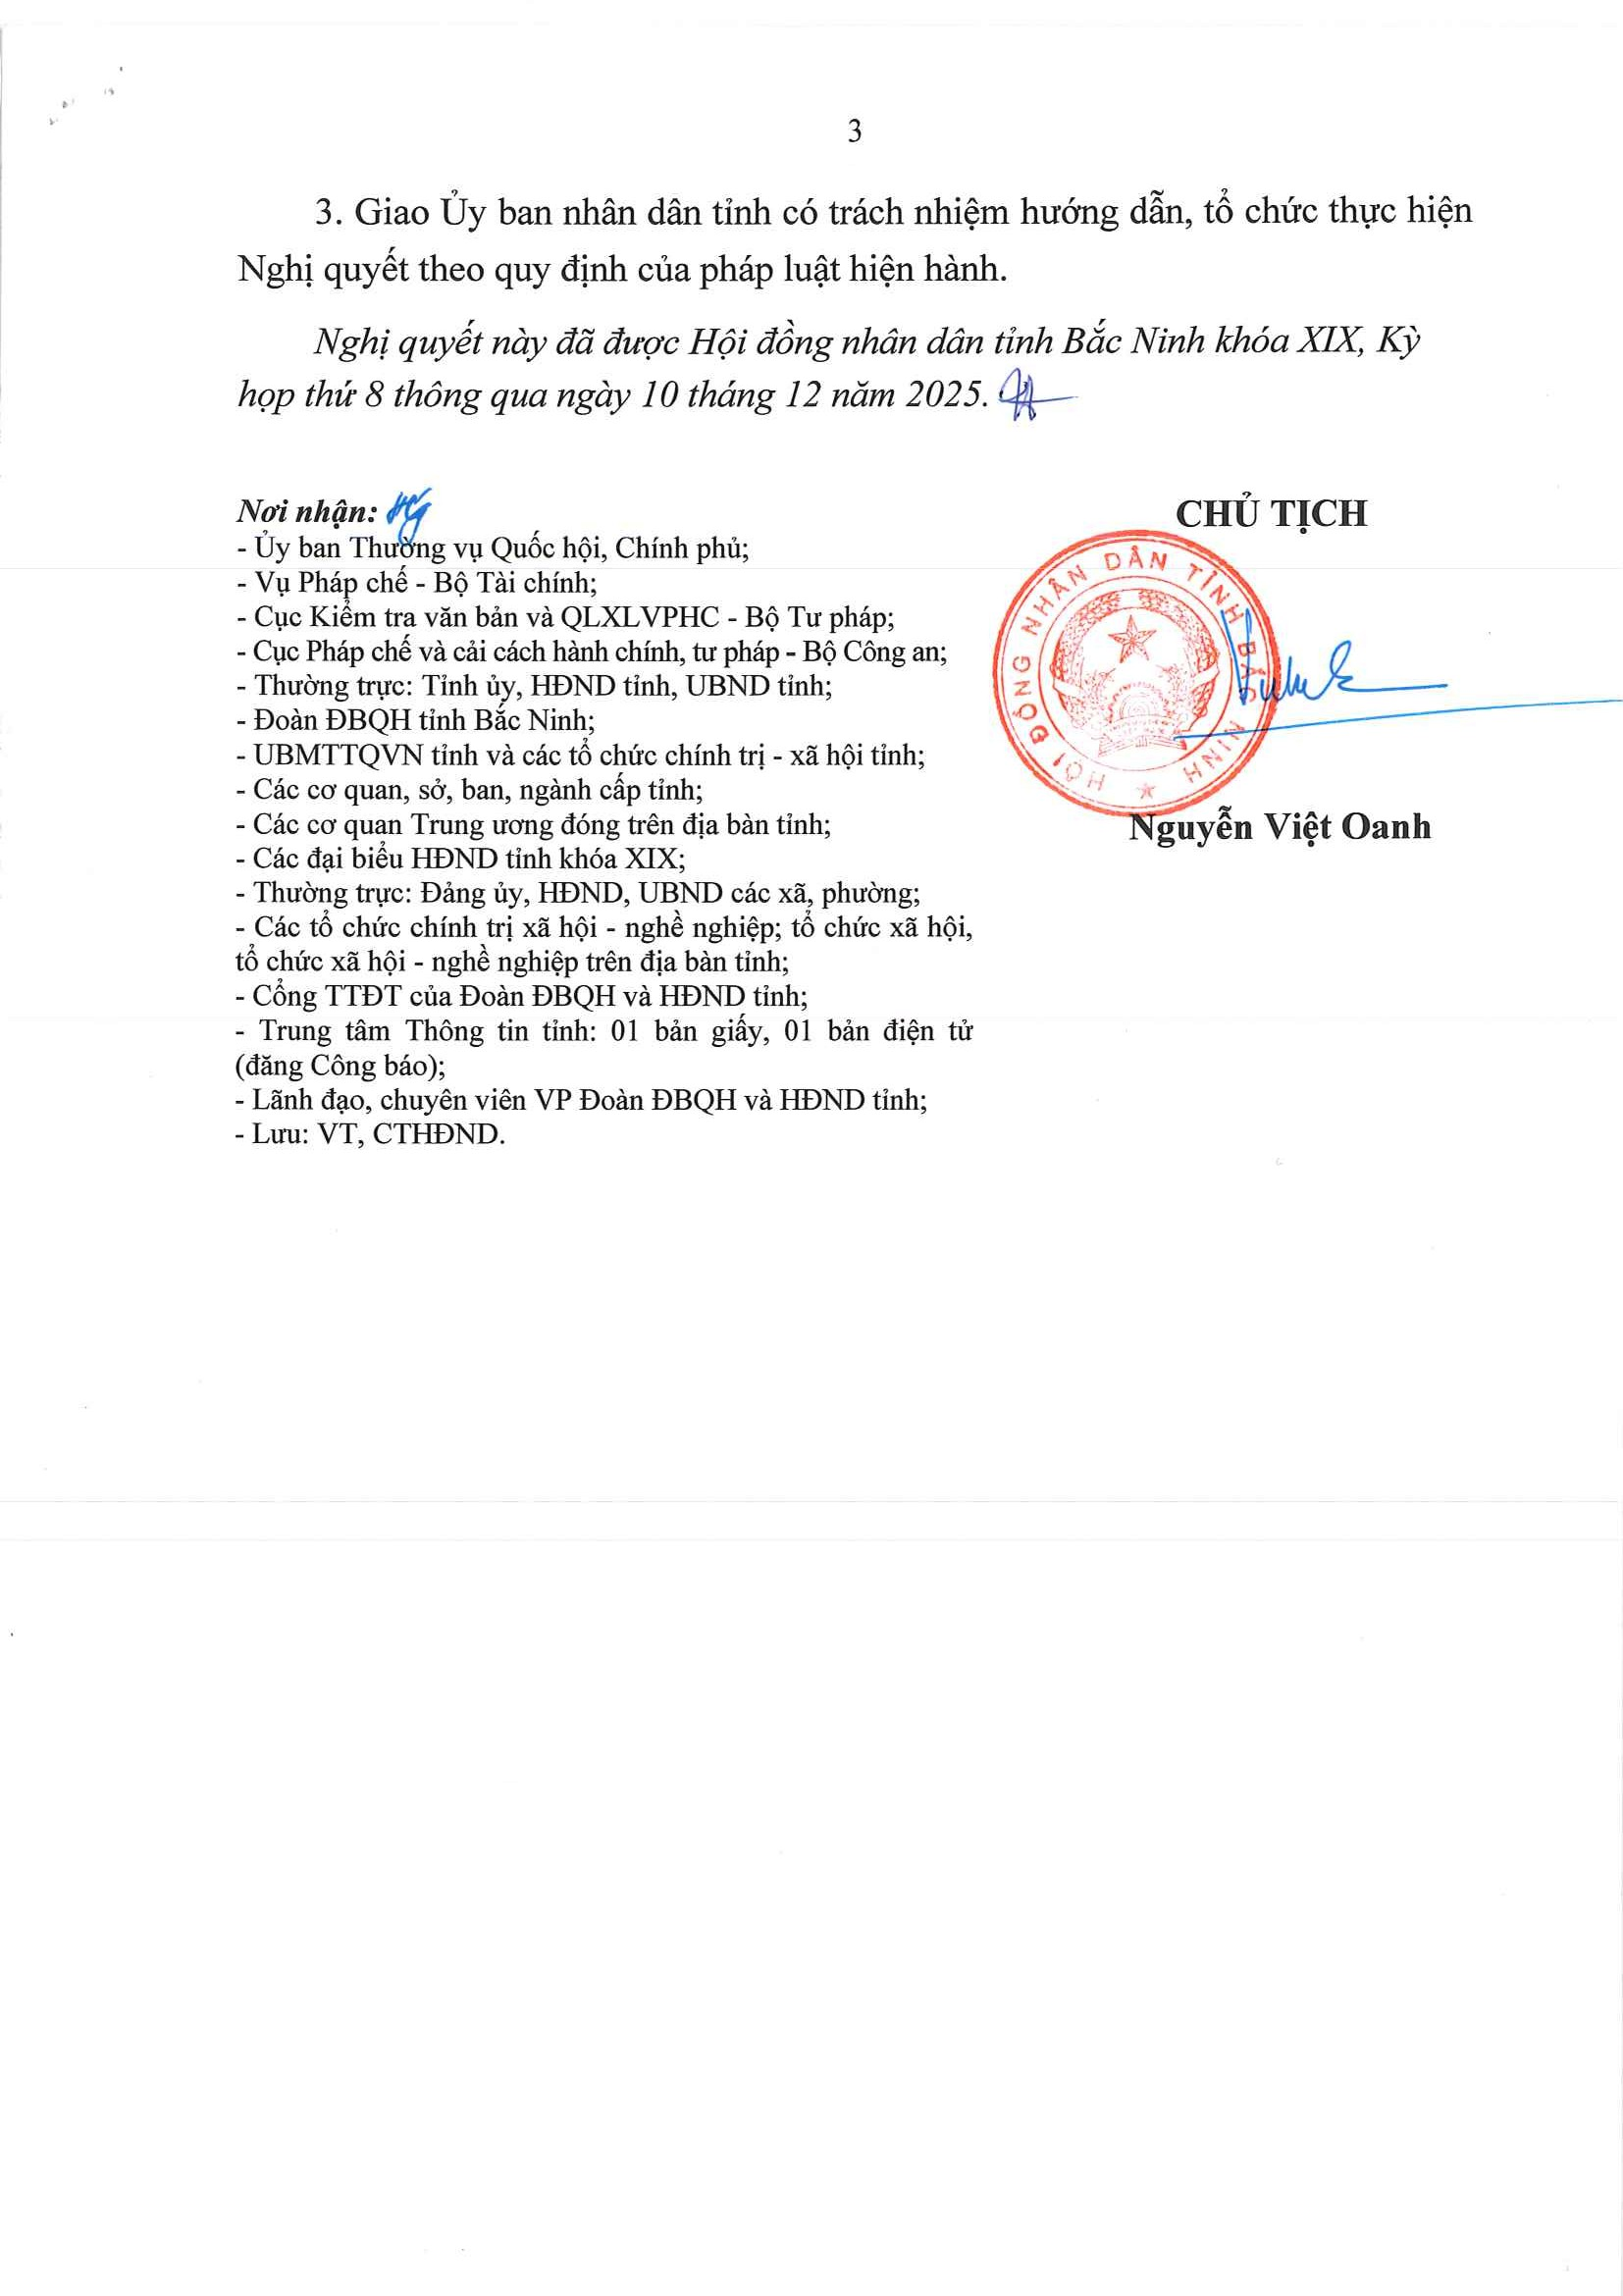 3
3. Giao Ủy ban nhân dân tỉnh có trách nhiệm hướng dẫn, tổ chức thực hiện
Nghị quyết theo quy định của pháp luật hiện hành.
Nghị quyết này đã được Hội đồng nhân dân tỉnh Bắc Ninh khóa XIX, Kỳ
họp thứ 8 thông qua ngày 10 tháng 12 năm 2025.
Nơi nhận:
- Ủy ban Thường vụ Quốc hội, Chính phủ;
- Vụ Pháp chế - Bộ Tài chính;
- Cục Kiểm tra văn bản và QLXLVPHC - Bộ Tư pháp;
- Cục Pháp chế và cải cách hành chính, tư pháp - Bộ Công an;
- Thường trực: Tỉnh ủy, HĐND tỉnh, UBND tỉnh;
- Đoàn ĐBQH tỉnh Bắc Ninh;
- UBMTTQVN tỉnh và các tổ chức chính trị - xã hội tỉnh;
- Các cơ quan, sở, ban, ngành cấp tỉnh;
- Các cơ quan Trung ương đóng trên địa bàn tỉnh;
- Các đại biểu HĐND tỉnh khóa XIX;
- Thường trực: Đảng ủy, HĐND, UBND các xã, phường;
- Các tổ chức chính trị xã hội - nghề nghiệp; tổ chức xã hội,
tổ chức xã hội - nghề nghiệp trên địa bàn tỉnh;
- Cổng TTĐT của Đoàn ĐBQH và HĐND tỉnh;
- Trung tâm Thông tin tỉnh: 01 bản giấy, 01 bản điện tử
(đăng Công báo);
- Lãnh đạo, chuyên viên VP Đoàn ĐBQH và HĐND tỉnh;
- Lưu: VT, CTHĐND.
CHỦ TỊCH
HỘI ĐỒNG NHÂN DÂN TỈNH BẮC NINH
Nguyễn Việt Oanh